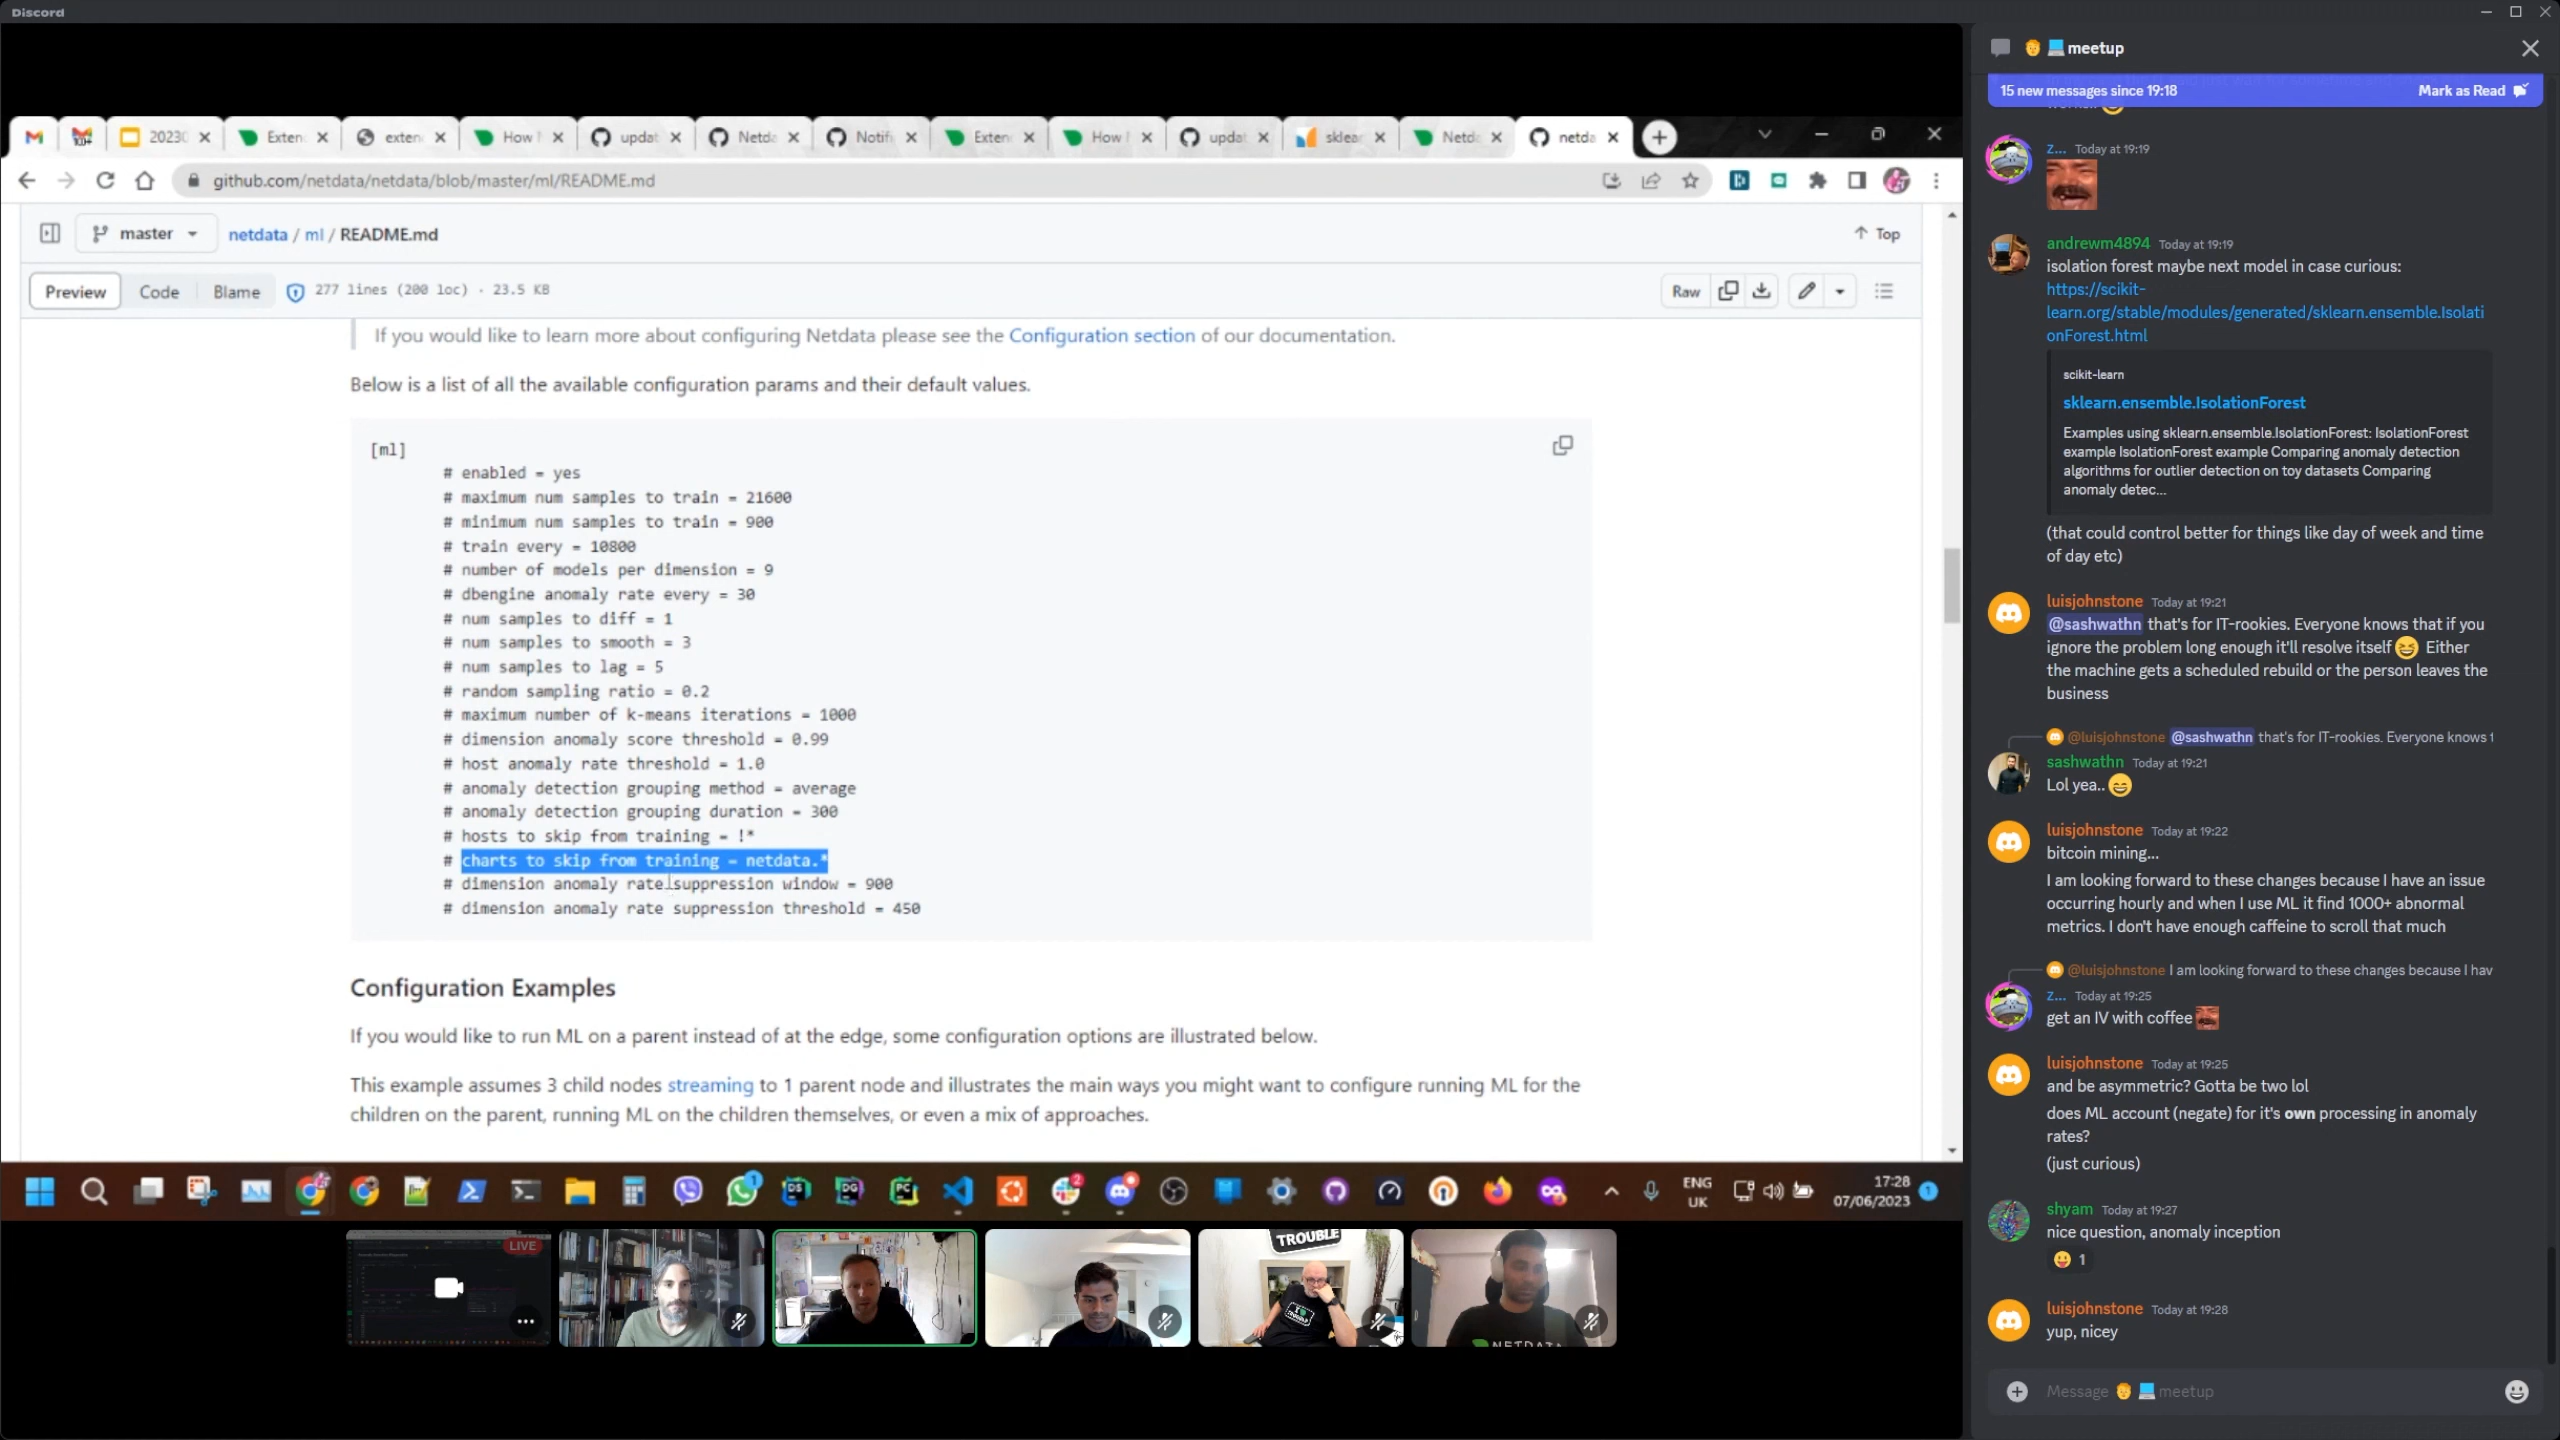 Discord
meetup
15 new messages since 19:18
Mark as Read
20230
Exten
exten
How
updat
Netda
Notifi
Exten
How
updat
sklear
Netda
netda
github.com/netdata/netdata/blob/master/ml/README.md
master
netdata / ml / README.md
Top
Preview
Code
Blame
277 lines (200 loc) · 23.5 KB
Raw
If you would like to learn more about configuring Netdata please see the Configuration section of our documentation.
Below is a list of all the available configuration params and their default values.
[ml]
# enabled = yes
# maximum num samples to train = 21600
# minimum num samples to train = 900
# train every = 10800
# number of models per dimension = 9
# dbengine anomaly rate every = 30
# num samples to diff = 1
# num samples to smooth = 3
# num samples to lag = 5
# random sampling ratio = 0.2
# maximum number of k-means iterations = 1000
# dimension anomaly score threshold = 0.99
# host anomaly rate threshold = 1.0
# anomaly detection grouping method = average
# anomaly detection grouping duration = 300
# hosts to skip from training = !*
# charts to skip from training = netdata.*
# dimension anomaly rate suppression window = 900
# dimension anomaly rate suppression threshold = 450
Configuration Examples
If you would like to run ML on a parent instead of at the edge, some configuration options are illustrated below.
This example assumes 3 child nodes streaming to 1 parent node and illustrates the main ways you might want to configure running ML for the
children on the parent, running ML on the children themselves, or even a mix of approaches.
ENG
UK
17:28
07/06/2023
LIVE
TROUBLE
NETDATA
z... Today at 19:19
andrewm4894 Today at 19:19
isolation forest maybe next model in case curious:
https://scikit-
learn.org/stable/modules/generated/sklearn.ensemble.Isolati
onForest.html
scikit-learn
sklearn.ensemble.IsolationForest
Examples using sklearn.ensemble.IsolationForest: IsolationForest
example IsolationForest example Comparing anomaly detection
algorithms for outlier detection on toy datasets Comparing
anomaly detec...
(that could control better for things like day of week and time
of day etc)
luisjohnstone Today at 19:21
@sashwathn that's for IT-rookies. Everyone knows that if you
ignore the problem long enough it'll resolve itself Either
the machine gets a scheduled rebuild or the person leaves the
business
@luisjohnstone @sashwathn that's for IT-rookies. Everyone knows t
sashwathn Today at 19:21
Lol yea..
luisjohnstone Today at 19:22
bitcoin mining...
I am looking forward to these changes because I have an issue
occurring hourly and when I use ML it find 1000+ abnormal
metrics. I don't have enough caffeine to scroll that much
@luisjohnstone I am looking forward to these changes because I hav
z... Today at 19:25
get an IV with coffee
luisjohnstone Today at 19:25
and be asymmetric? Gotta be two lol
does ML account (negate) for it's own processing in anomaly
rates?
(just curious)
shyam Today at 19:27
nice question, anomaly inception
1
luisjohnstone Today at 19:28
yup, nicey
Message meetup